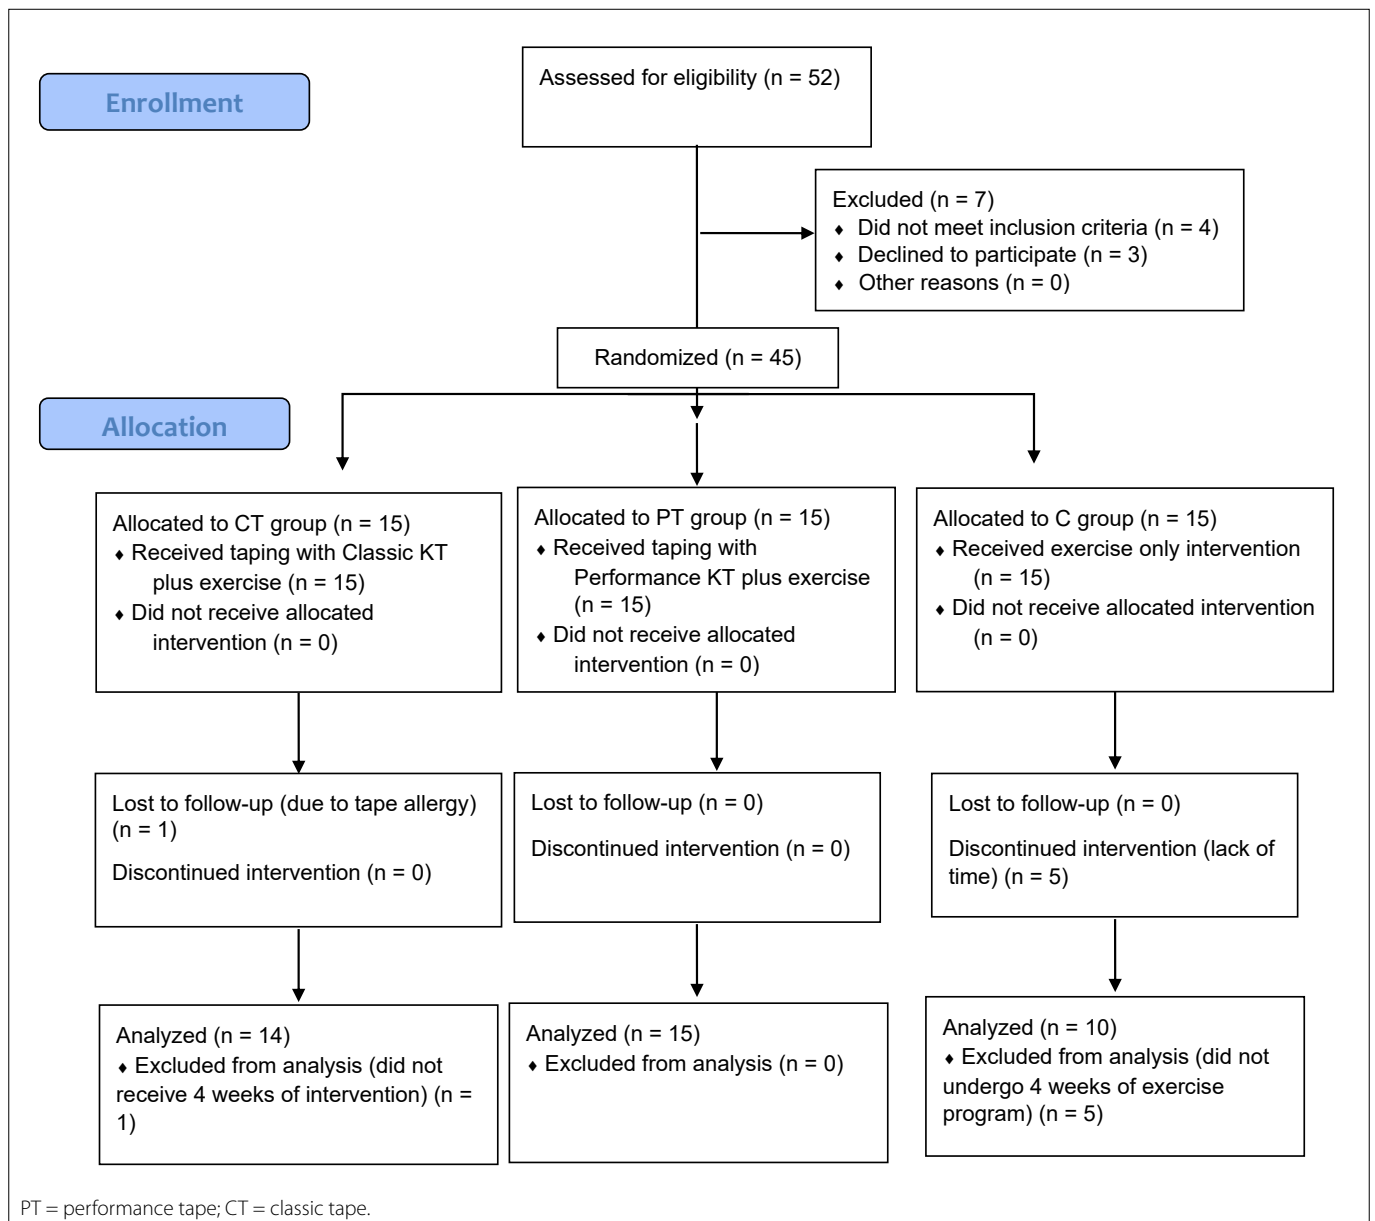 Enrollment
Assessed for eligibility (n = 52)
Excluded (n = 7)
♦ Did not meet inclusion criteria (n = 4)
♦ Declined to participate (n = 3)
♦ Other reasons (n = 0)
Randomized (n = 45)
Allocation
Allocated to CT group (n = 15)
♦ Received taping with Classic KT
plus exercise (n = 15)
♦ Did not receive allocated
intervention (n = 0)
Allocated to PT group (n = 15)
♦ Received taping with
Performance KT plus exercise
(n = 15)
♦ Did not receive allocated
intervention (n = 0)
Allocated to C group (n = 15)
♦ Received exercise only intervention
(n = 15)
♦ Did not receive allocated intervention
(n = 0)
Lost to follow-up (due to tape allergy)
(n = 1)
Discontinued intervention (n = 0)
Lost to follow-up (n = 0)
Discontinued intervention (n = 0)
Lost to follow-up (n = 0)
Discontinued intervention (lack of
time) (n = 5)
Analyzed (n = 14)
♦ Excluded from analysis (did not
receive 4 weeks of intervention) (n =
1)
Analyzed (n = 15)
♦ Excluded from analysis (n = 0)
Analyzed (n = 10)
♦ Excluded from analysis (did not
undergo 4 weeks of exercise
program) (n = 5)
PT = performance tape; CT = classic tape.